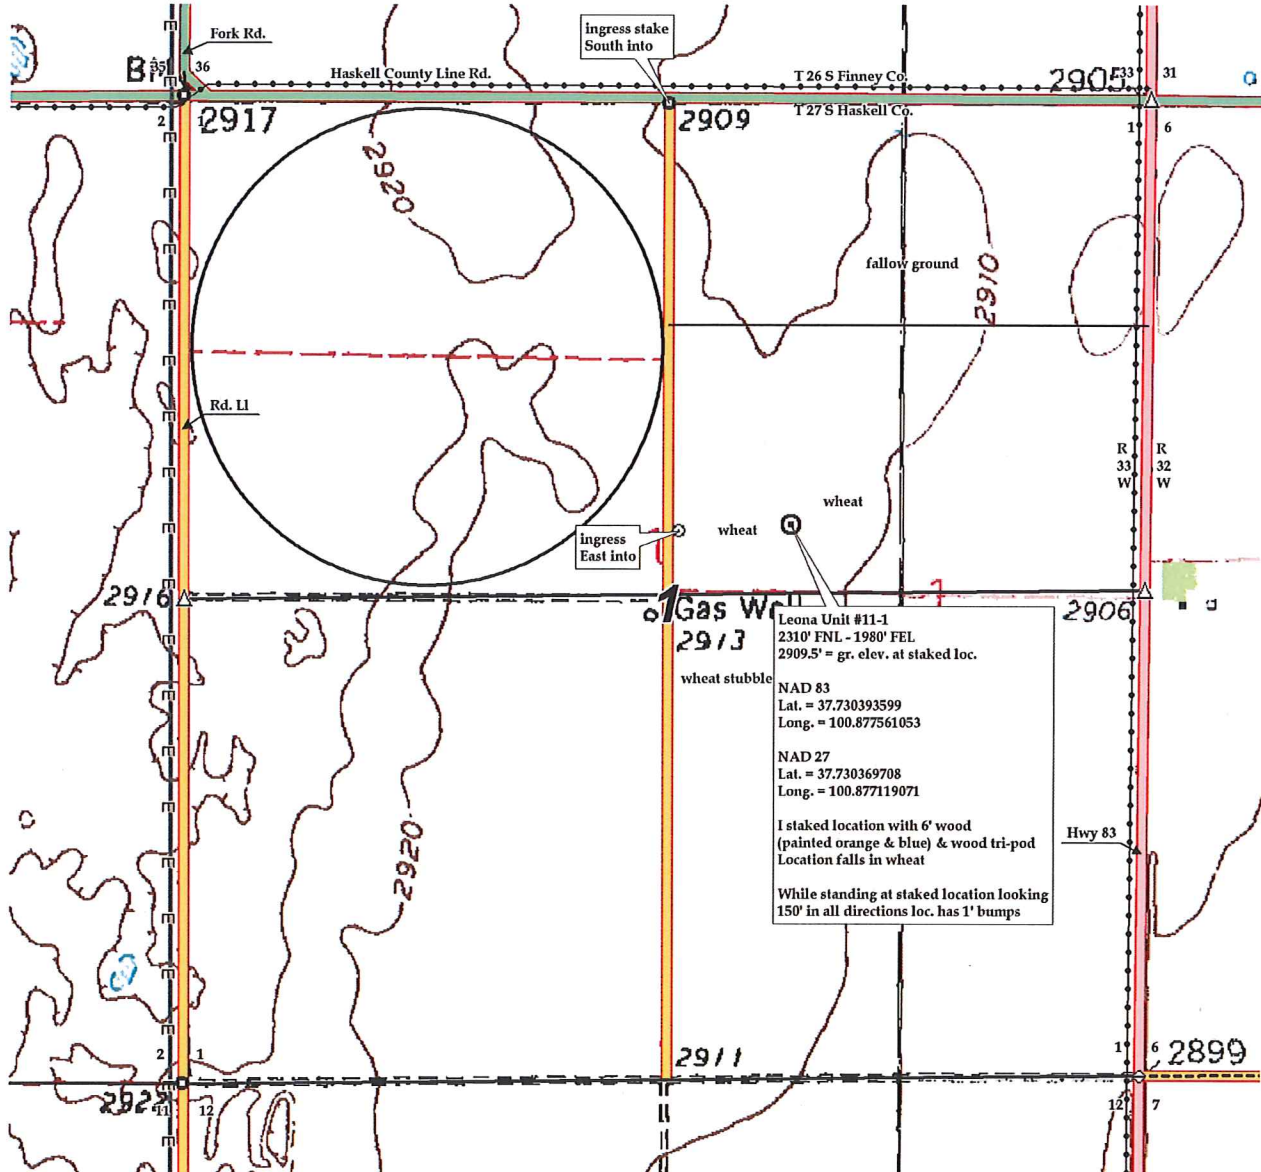 Fork Rd.
ingress stake
South into
35
36
Haskell County Line Rd.
T 26 S Finney Co.
2905
33
31
2
2917
2909
T 27 S Haskell Co.
1
6
2920
fallow ground
2910
Rd. Ll
R
33
W
R
32
W
wheat
wheat
ingress
East into
2916
1
Gas Well
1
2906
2913
wheat stubble
Leona Unit #11-1
2310' FNL - 1980' FEL
2909.5' = gr. elev. at staked loc.
NAD 83
Lat. = 37.730393599
Long. = 100.877561053
NAD 27
Lat. = 37.730369708
Long. = 100.877119071
I staked location with 6' wood
(painted orange & blue) & wood tri-pod
Location falls in wheat
While standing at staked location looking
150' in all directions loc. has 1' bumps
Hwy 83
2920
2
1
2911
1
6
2899
11
12
12
7